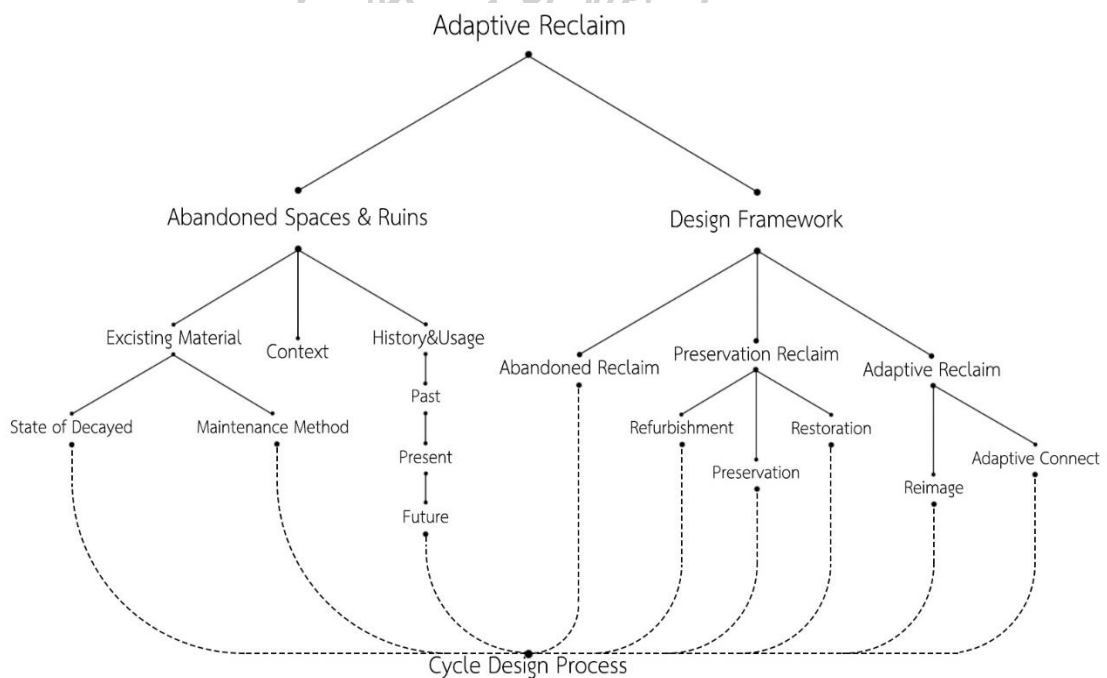 Adaptive Reclaim
Abandoned Spaces & Ruins
Design Framework
Excisting Material
Context
History&Usage
Abandoned Reclaim
Preservation Reclaim
Adaptive Reclaim
State of Decayed
Maintenance Method
Past
Refurbishment
Restoration
Present
Preservation
Adaptive Connect
Reimage
Future
Cycle Design Process